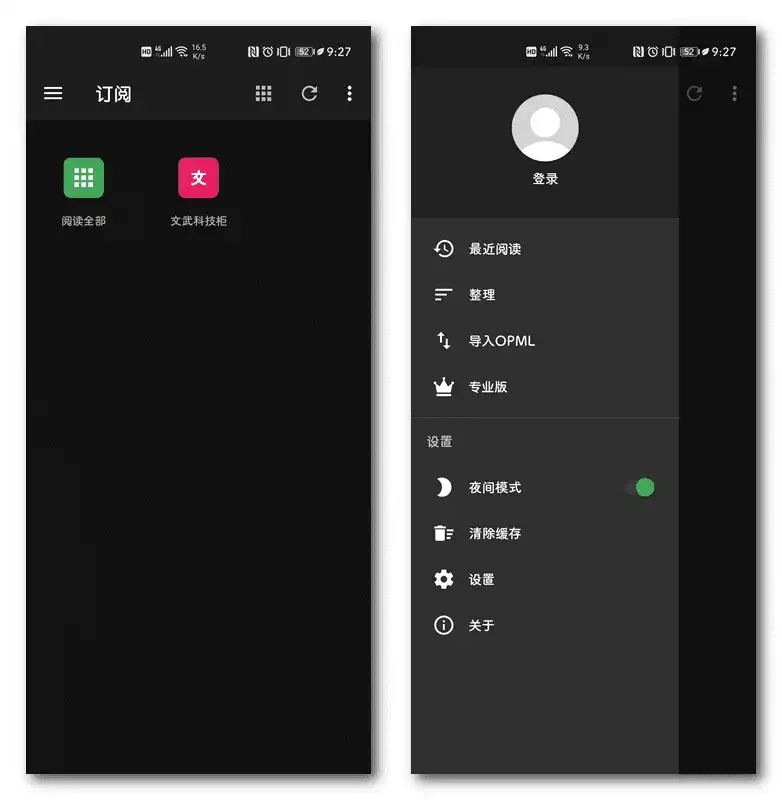 HD 4G 16.5 K/s 52 9:27
订阅
文
阅读全部
文武科技柜
HD 4G 9.3 K/s 52 9:27
登录
最近阅读
整理
导入OPML
专业版
设置
夜间模式
清除缓存
设置
关于